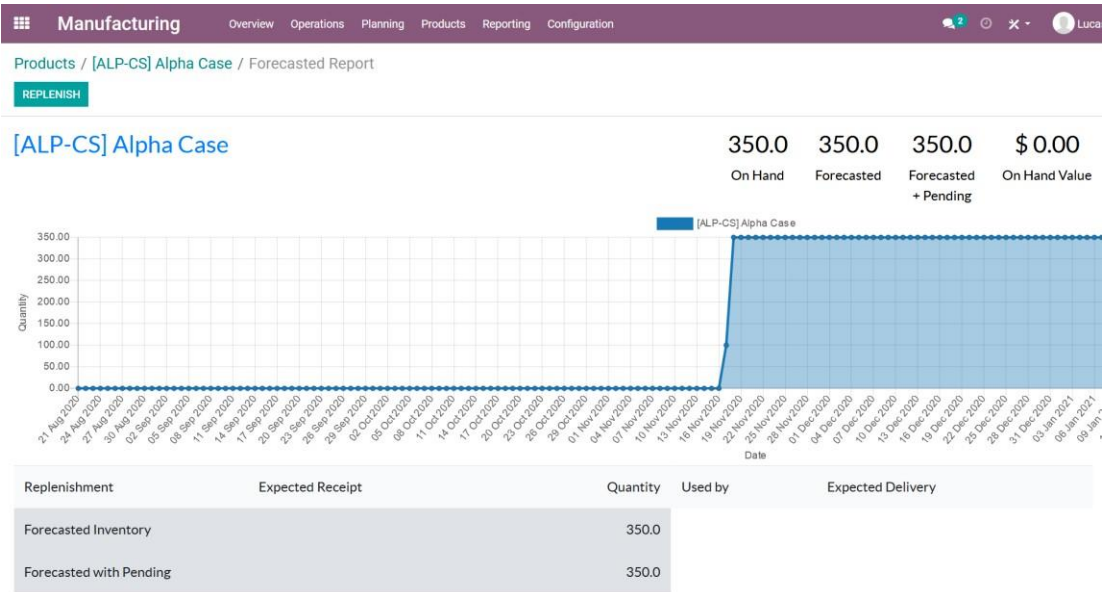 Manufacturing Overview Operations Planning Products Reporting Configuration 2 Luca
Products / [ALP-CS] Alpha Case / Forecasted Report
REPLENISH
[ALP-CS] Alpha Case
350.0 350.0 350.0 $ 0.00
On Hand Forecasted Forecasted + Pending On Hand Value
[ALP-CS] Alpha Case
350.00
300.00
250.00
200.00
150.00
100.00
50.00
0.00
Quantity
21 Aug 2020 24 Aug 2020 27 Aug 2020 30 Aug 2020 02 Sep 2020 05 Sep 2020 08 Sep 2020 11 Sep 2020 14 Sep 2020 17 Sep 2020 20 Sep 2020 23 Sep 2020 26 Sep 2020 29 Sep 2020 02 Oct 2020 05 Oct 2020 08 Oct 2020 11 Oct 2020 14 Oct 2020 17 Oct 2020 20 Oct 2020 23 Oct 2020 26 Oct 2020 29 Oct 2020 01 Nov 2020 04 Nov 2020 07 Nov 2020 10 Nov 2020 13 Nov 2020 16 Nov 2020 19 Nov 2020 22 Nov 2020 25 Nov 2020 28 Nov 2020 01 Dec 2020 04 Dec 2020 07 Dec 2020 10 Dec 2020 13 Dec 2020 16 Dec 2020 19 Dec 2020 22 Dec 2020 25 Dec 2020 28 Dec 2020 31 Dec 2020 03 Jan 2021 06 Jan 2021 09 Jan
Date
Replenishment Expected Receipt Quantity Used by Expected Delivery
Forecasted Inventory 350.0
Forecasted with Pending 350.0